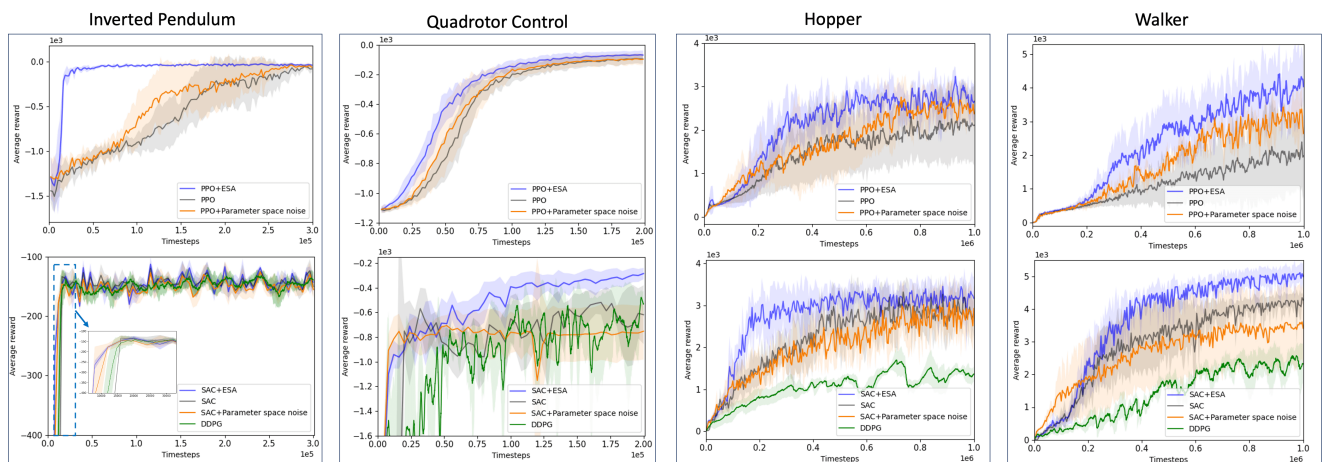 Inverted Pendulum
Quadrotor Control
Hopper
Walker
1e3
0.0
−0.5
−1.0
−1.5
Average reward
0.0 0.5 1.0 1.5 2.0 2.5 3.0
Timesteps
1e5
PPO+ESA
PPO
PPO+Parameter space noise
1e3
0.0
−0.2
−0.4
−0.6
−0.8
−1.0
−1.2
Average reward
0.00 0.25 0.50 0.75 1.00 1.25 1.50 1.75 2.00
Timesteps
1e5
PPO+ESA
PPO
PPO+Parameter space noise
1e3
4
3
2
1
0
Average reward
0.0 0.2 0.4 0.6 0.8 1.0
Timesteps
1e6
PPO+ESA
PPO
PPO+Parameter space noise
1e3
5
4
3
2
1
0
Average reward
0.0 0.2 0.4 0.6 0.8 1.0
Timesteps
1e6
PPO+ESA
PPO
PPO+Parameter space noise
−100
−200
−300
−400
Average reward
0.5 1.0 1.5 2.0 2.5 3.0
Timesteps
1e5
SAC+ESA
SAC
SAC+Parameter space noise
DDPG
1e3
−0.2
−0.4
−0.6
−0.8
−1.0
−1.2
−1.4
−1.6
Average reward
0.00 0.25 0.50 0.75 1.00 1.25 1.50 1.75 2.00
Timesteps
1e5
SAC+ESA
SAC
SAC+Parameter space noise
DDPG
1e3
4
3
2
1
0
Average reward
0.0 0.2 0.4 0.6 0.8 1.0
Timesteps
1e6
SAC+ESA
SAC
SAC+Parameter space noise
DDPG
1e3
5
4
3
2
1
0
Average reward
0.0 0.2 0.4 0.6 0.8 1.0
Timesteps
1e6
SAC+ESA
SAC
SAC+Parameter space noise
DDPG